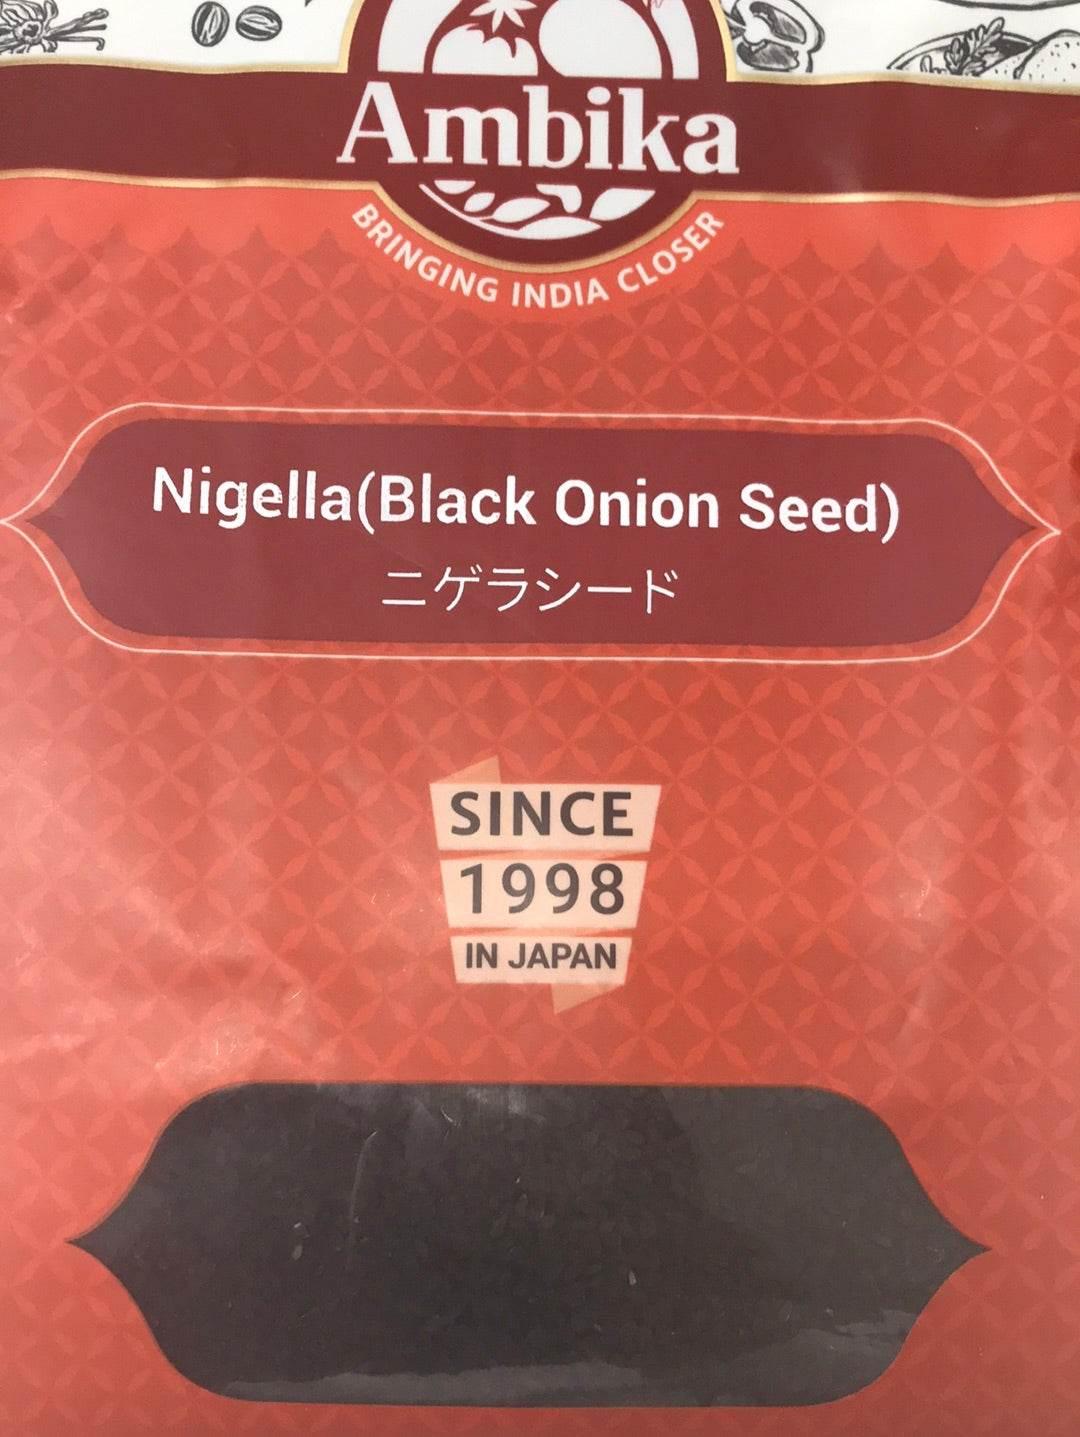 Ambika
BRINGING INDIA CLOSER
Nigella(Black Onion Seed)
ニゲラシード
SINCE
1998
IN JAPAN